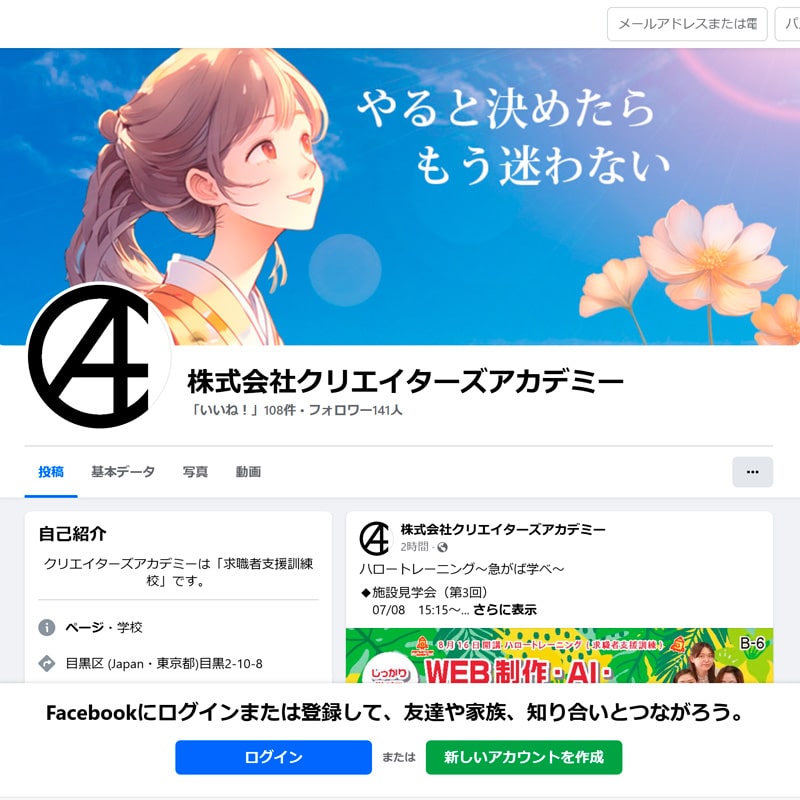 メールアドレスまたは電
パ
やると決めたら
もう迷わない
株式会社クリエイターズアカデミー
「いいね！」108件・フォロワー141人
投稿 基本データ 写真 動画
自己紹介
クリエイターズアカデミーは「求職者支援訓練
校」です。
ページ・学校
目黒区 (Japan・東京都)目黒2-10-8
株式会社クリエイターズアカデミー
2時間
ハロートレーニング〜急がば学べ〜
◆施設見学会（第3回）
07/08 15:15〜... さらに表示
8月16日開講 ハロートレーニング(求職者支援訓練)
B-6
じっかり
WEB制作・AI・
Facebookにログインまたは登録して、友達や家族、知り合いとつながろう。
ログイン または 新しいアカウントを作成